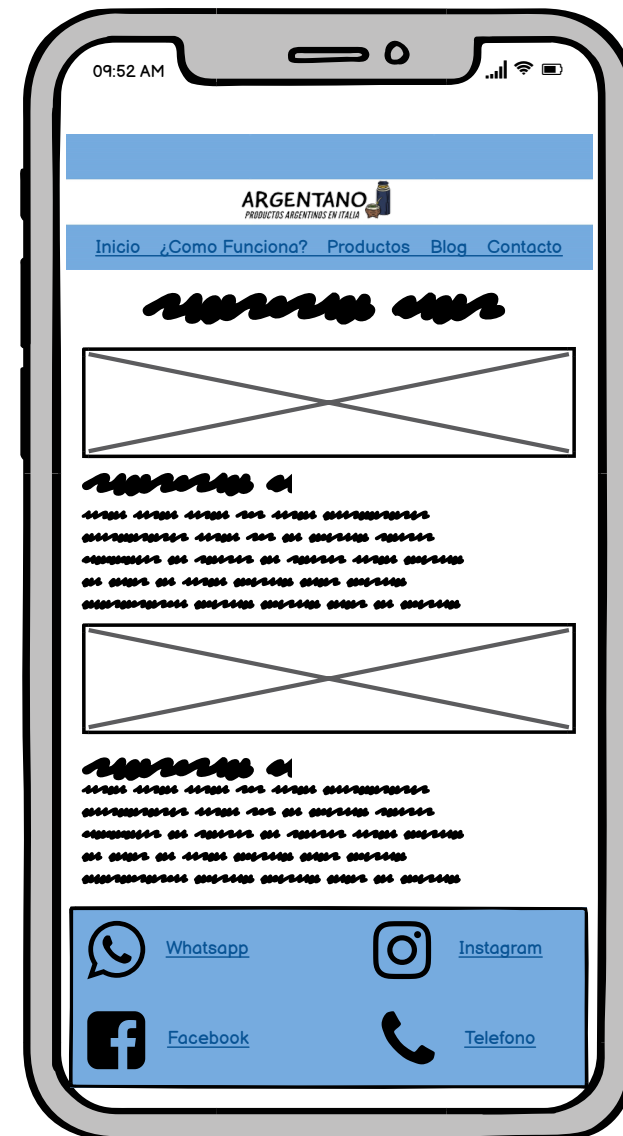 09:52 AM
ARGENTANO
PRODUCTOS ARGENTINOS EN ITALIA
Inicio ¿Como Funciona? Productos Blog Contacto
Whatsapp Instagram
Facebook Telefono